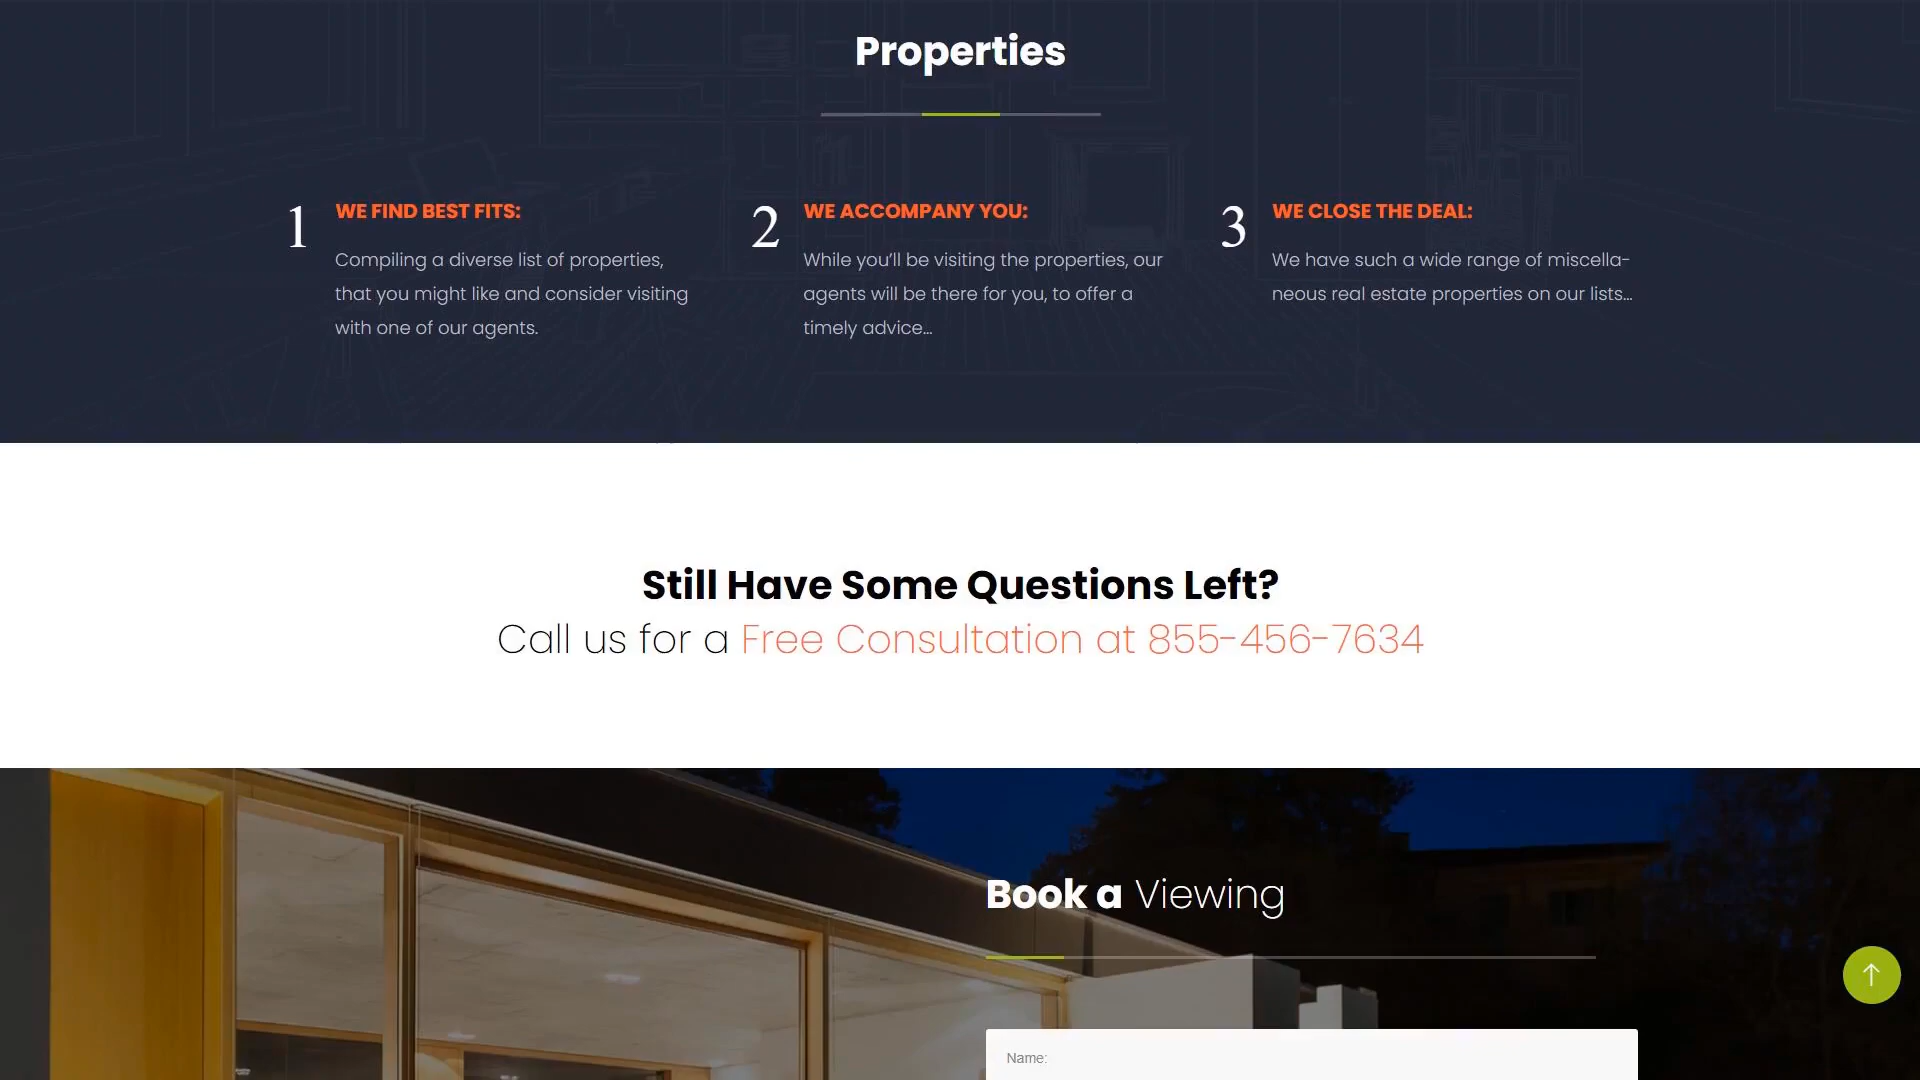 Properties
1
WE FIND BEST FITS:
Compiling a diverse list of properties,
that you might like and consider visiting
with one of our agents.
2
WE ACCOMPANY YOU:
While you’ll be visiting the properties, our
agents will be there for you, to offer a
timely advice...
3
WE CLOSE THE DEAL:
We have such a wide range of miscella-
neous real estate properties on our lists...
Still Have Some Questions Left?
Call us for a Free Consultation at 855-456-7634
Book a Viewing
Name: